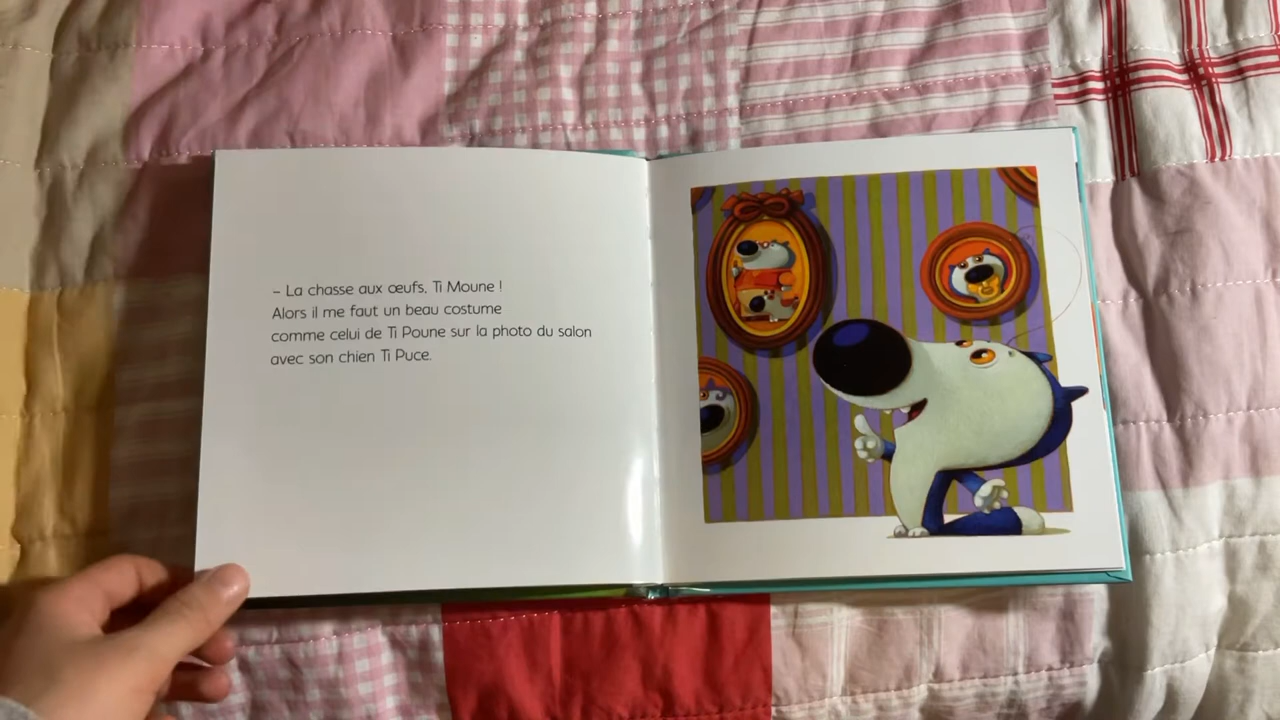 – La chasse aux œufs, Ti Moune !
Alors il me faut un beau costume
comme celui de Ti Poune sur la photo du salon
avec son chien Ti Puce.